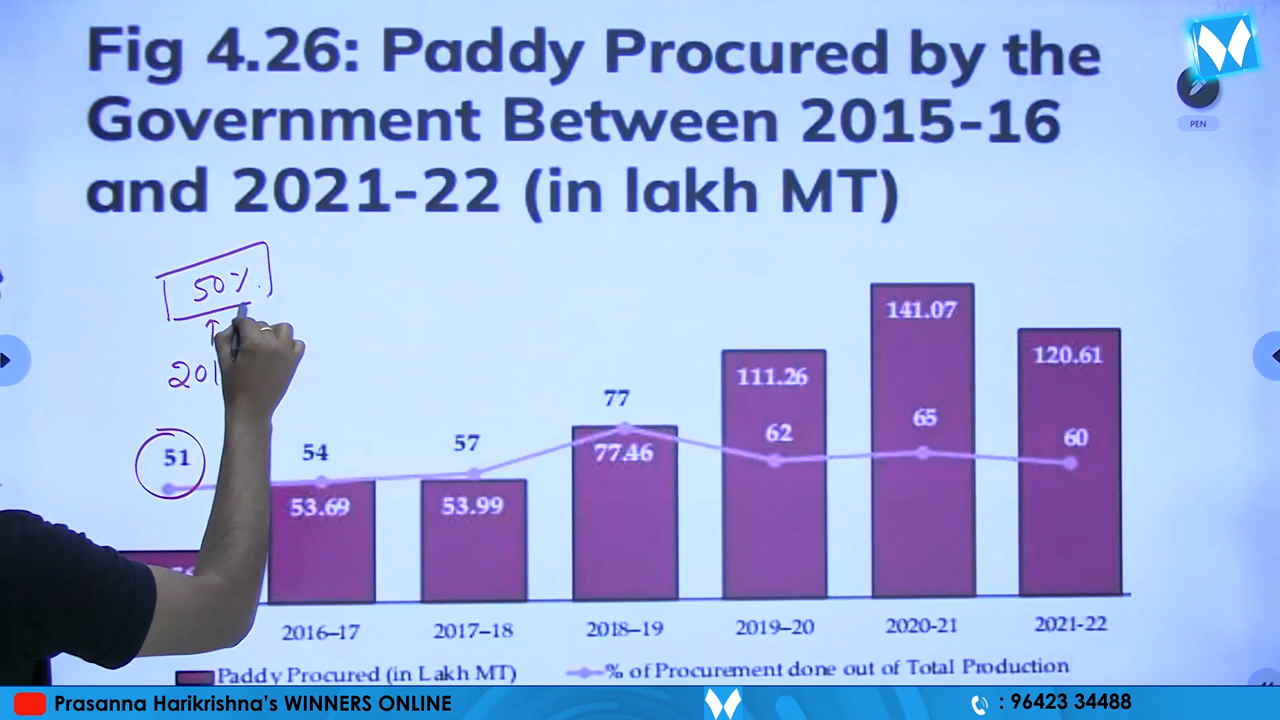 Fig 4.26: Paddy Procured by the
Government Between 2015-16
and 2021-22 (in lakh MT)
PEN
50%
51
54
57
77
62
65
60
53.69
53.99
77.46
111.26
141.07
120.61
2016–17
2017–18
2018–19
2019–20
2020-21
2021-22
Paddy Procured (in Lakh MT)
% of Procurement done out of Total Production
Prasanna Harikrishna's WINNERS ONLINE
: 96423 34488